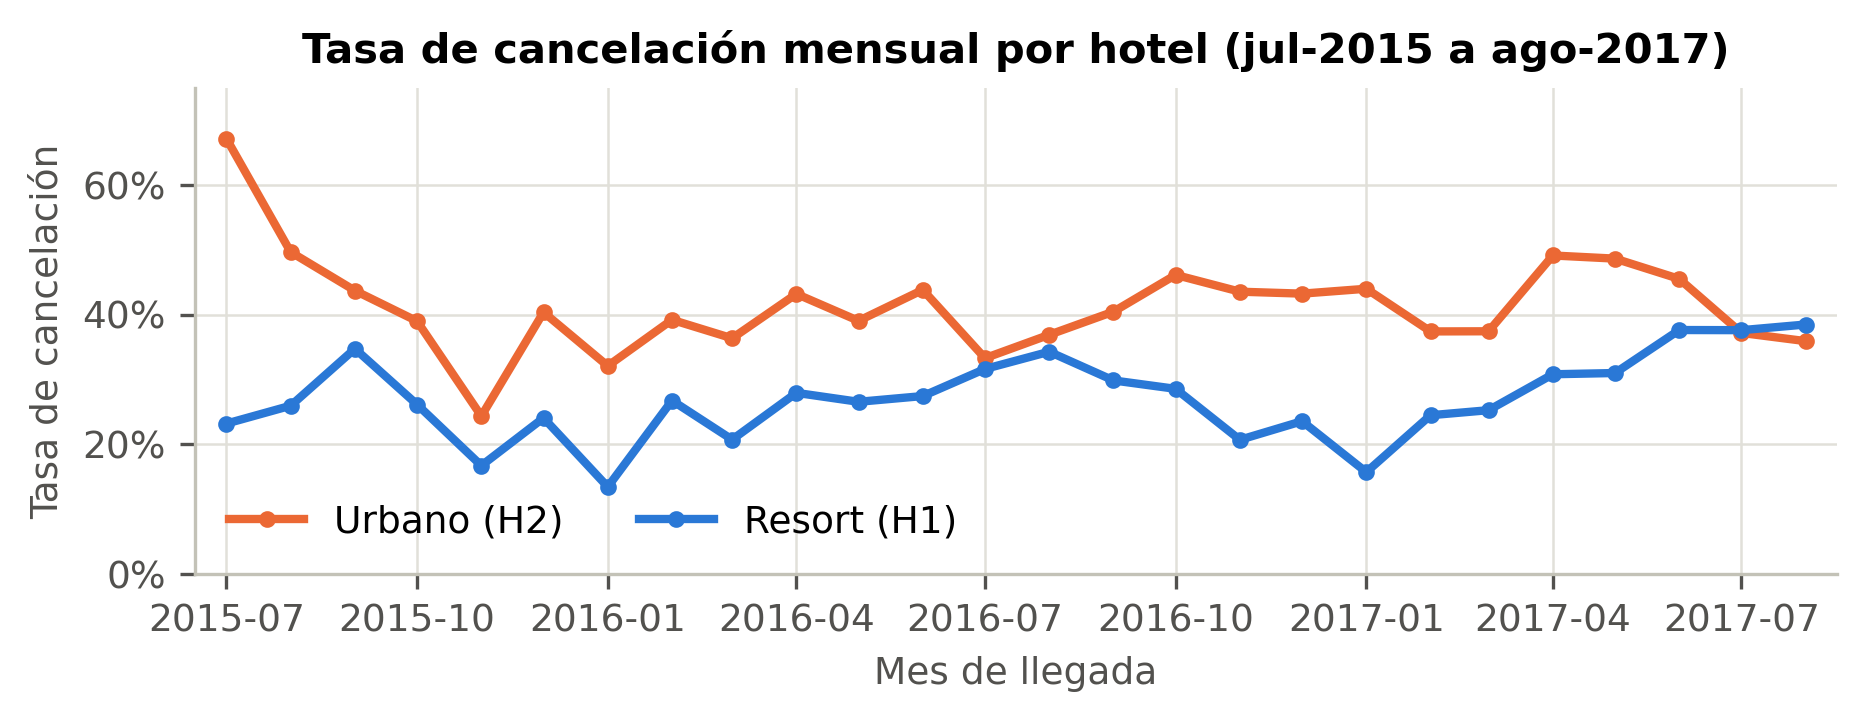 Tasa de cancelación mensual por hotel (jul-2015 a ago-2017)
Tasa de cancelación
60%
40%
20%
0%
Urbano (H2)
Resort (H1)
2015-07
2015-10
2016-01
2016-04
2016-07
2016-10
2017-01
2017-04
2017-07
Mes de llegada